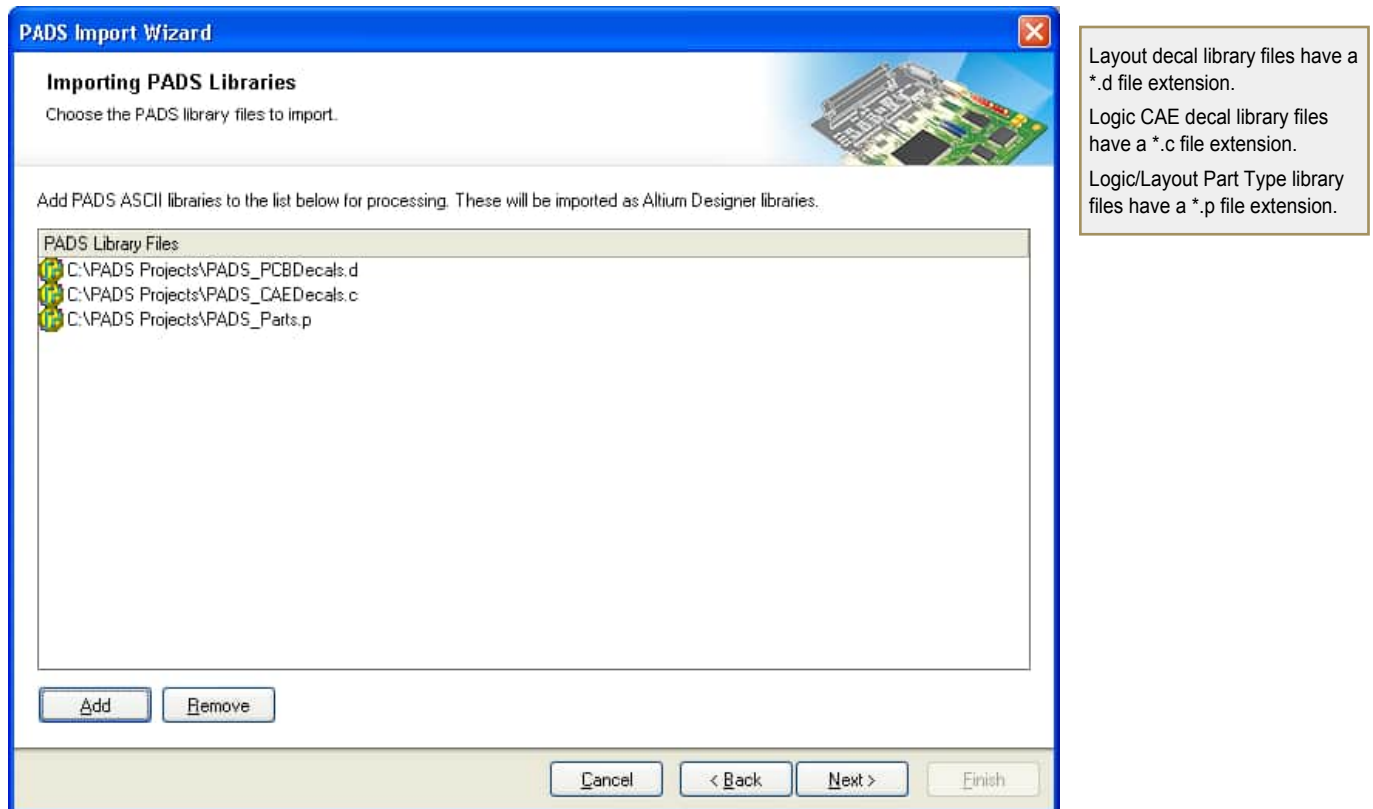 PADS Import Wizard
Importing PADS Libraries
Choose the PADS library files to import.
Add PADS ASCII libraries to the list below for processing. These will be imported as Altium Designer libraries.
PADS Library Files
C:\PADS Projects\PADS_PCBDecals.d
C:\PADS Projects\PADS_CAEDecals.c
C:\PADS Projects\PADS_Parts.p
Add
Remove
Cancel
< Back
Next >
Finish
Layout decal library files have a
*.d file extension.
Logic CAE decal library files
have a *.c file extension.
Logic/Layout Part Type library
files have a *.p file extension.